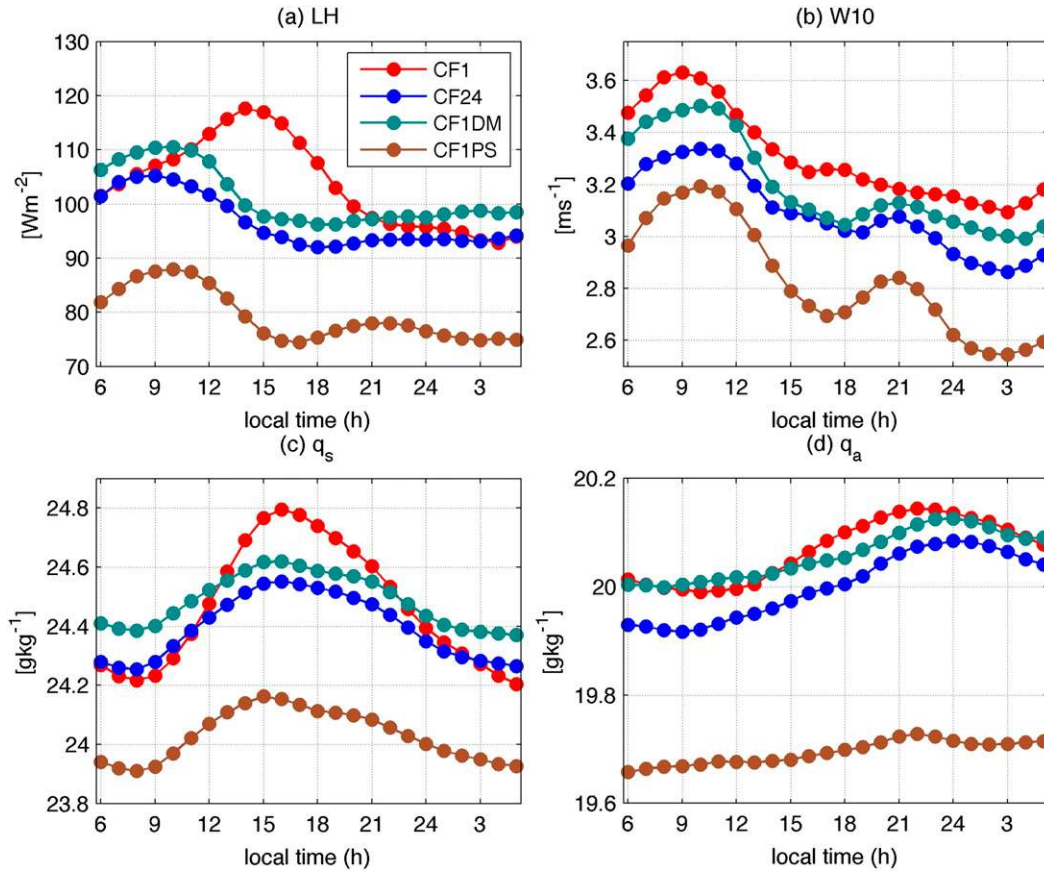 (a) LH
[Wm⁻²]
130
120
110
100
90
80
70
6 9 12 15 18 21 24 3
local time (h)
CF1
CF24
CF1DM
CF1PS
(b) W10
[ms⁻¹]
3.6
3.4
3.2
3
2.8
2.6
6 9 12 15 18 21 24 3
local time (h)
(c) qₛ
[gkg⁻¹]
24.8
24.6
24.4
24.2
24
23.8
6 9 12 15 18 21 24 3
local time (h)
(d) qₐ
[gkg⁻¹]
20.2
20
19.8
19.6
6 9 12 15 18 21 24 3
local time (h)